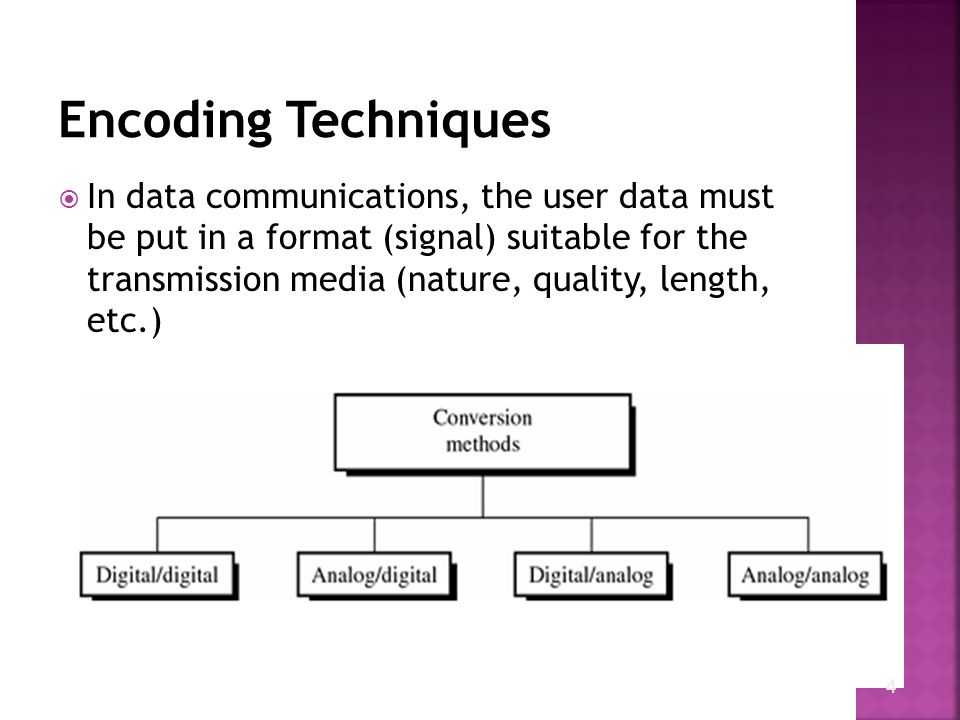 Encoding Techniques
In data communications, the user data must
be put in a format (signal) suitable for the
transmission media (nature, quality, length,
etc.)
Conversion
methods
Digital/digital
Analog/digital
Digital/analog
Analog/analog
4